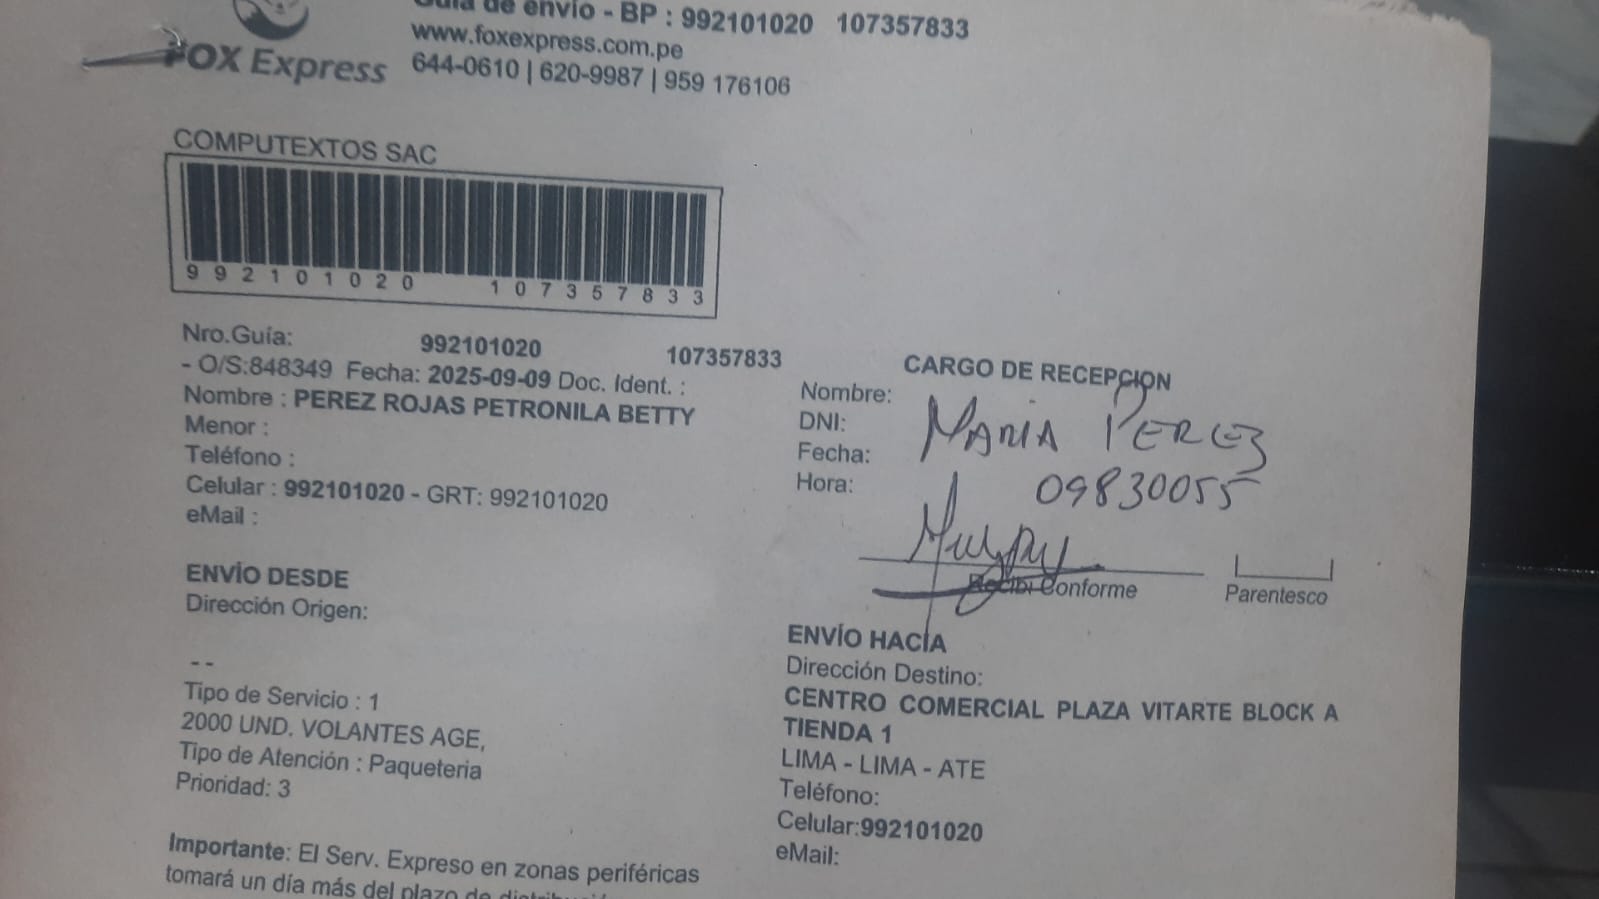 Guía de envío - BP : 992101020 107357833
www.foxexpress.com.pe
FOX Express
644-0610 | 620-9987 | 959 176106
COMPUTEXTOS SAC
992101020 107357833
Nro.Guía: 992101020 107357833
- O/S:848349 Fecha: 2025-09-09 Doc. Ident. :
Nombre : PEREZ ROJAS PETRONILA BETTY
Menor :
Teléfono :
Celular : 992101020 - GRT: 992101020
eMail :
CARGO DE RECEPCION
Nombre:
DNI:
Fecha:
Hora:
MARIA PEREZ
09830055
Recibi Conforme
Parentesco
ENVÍO DESDE
Dirección Origen:
--
Tipo de Servicio : 1
2000 UND. VOLANTES AGE,
Tipo de Atención : Paqueteria
Prioridad: 3
ENVÍO HACÍA
Dirección Destino:
CENTRO COMERCIAL PLAZA VITARTE BLOCK A
TIENDA 1
LIMA - LIMA - ATE
Teléfono:
Celular:992101020
eMail:
Importante: El Serv. Expreso en zonas periféricas
tomará un día más del plazo de